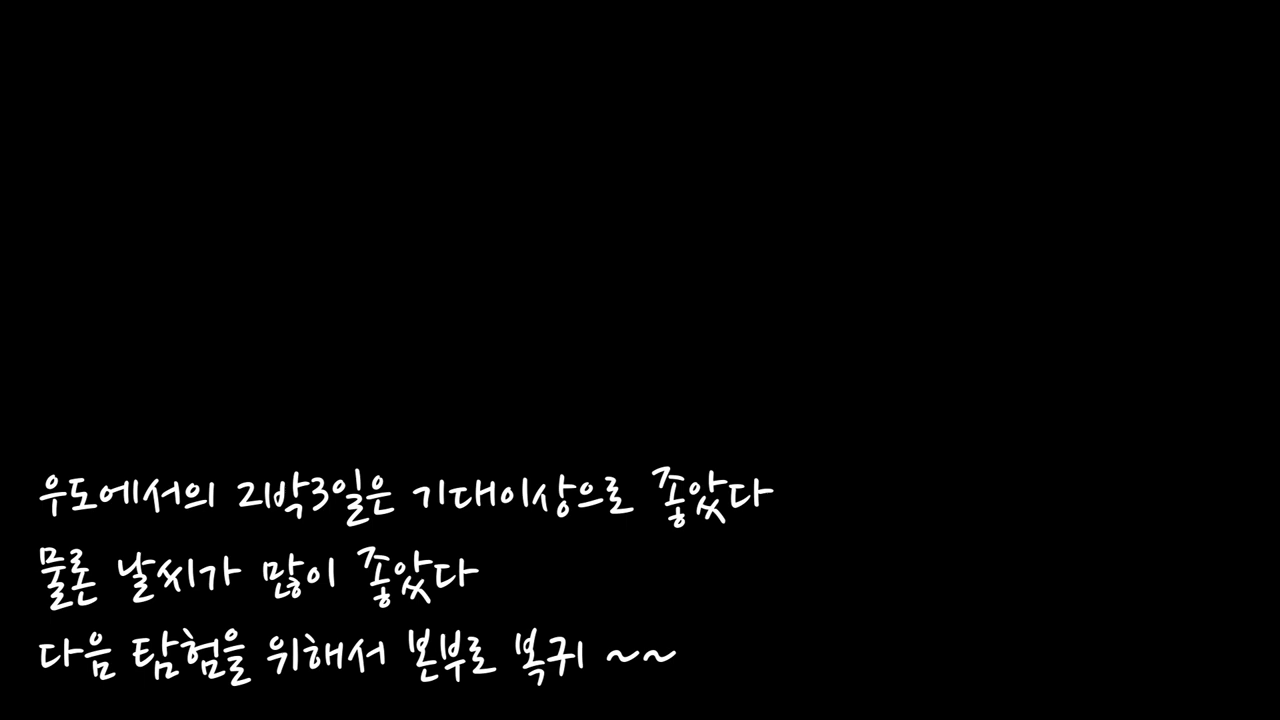 우도에서의 2박3일은 기대이상으로 좋았다
물론 날씨가 많이 좋았다
다음 탐험을 위해서 본부로 복귀 ~~